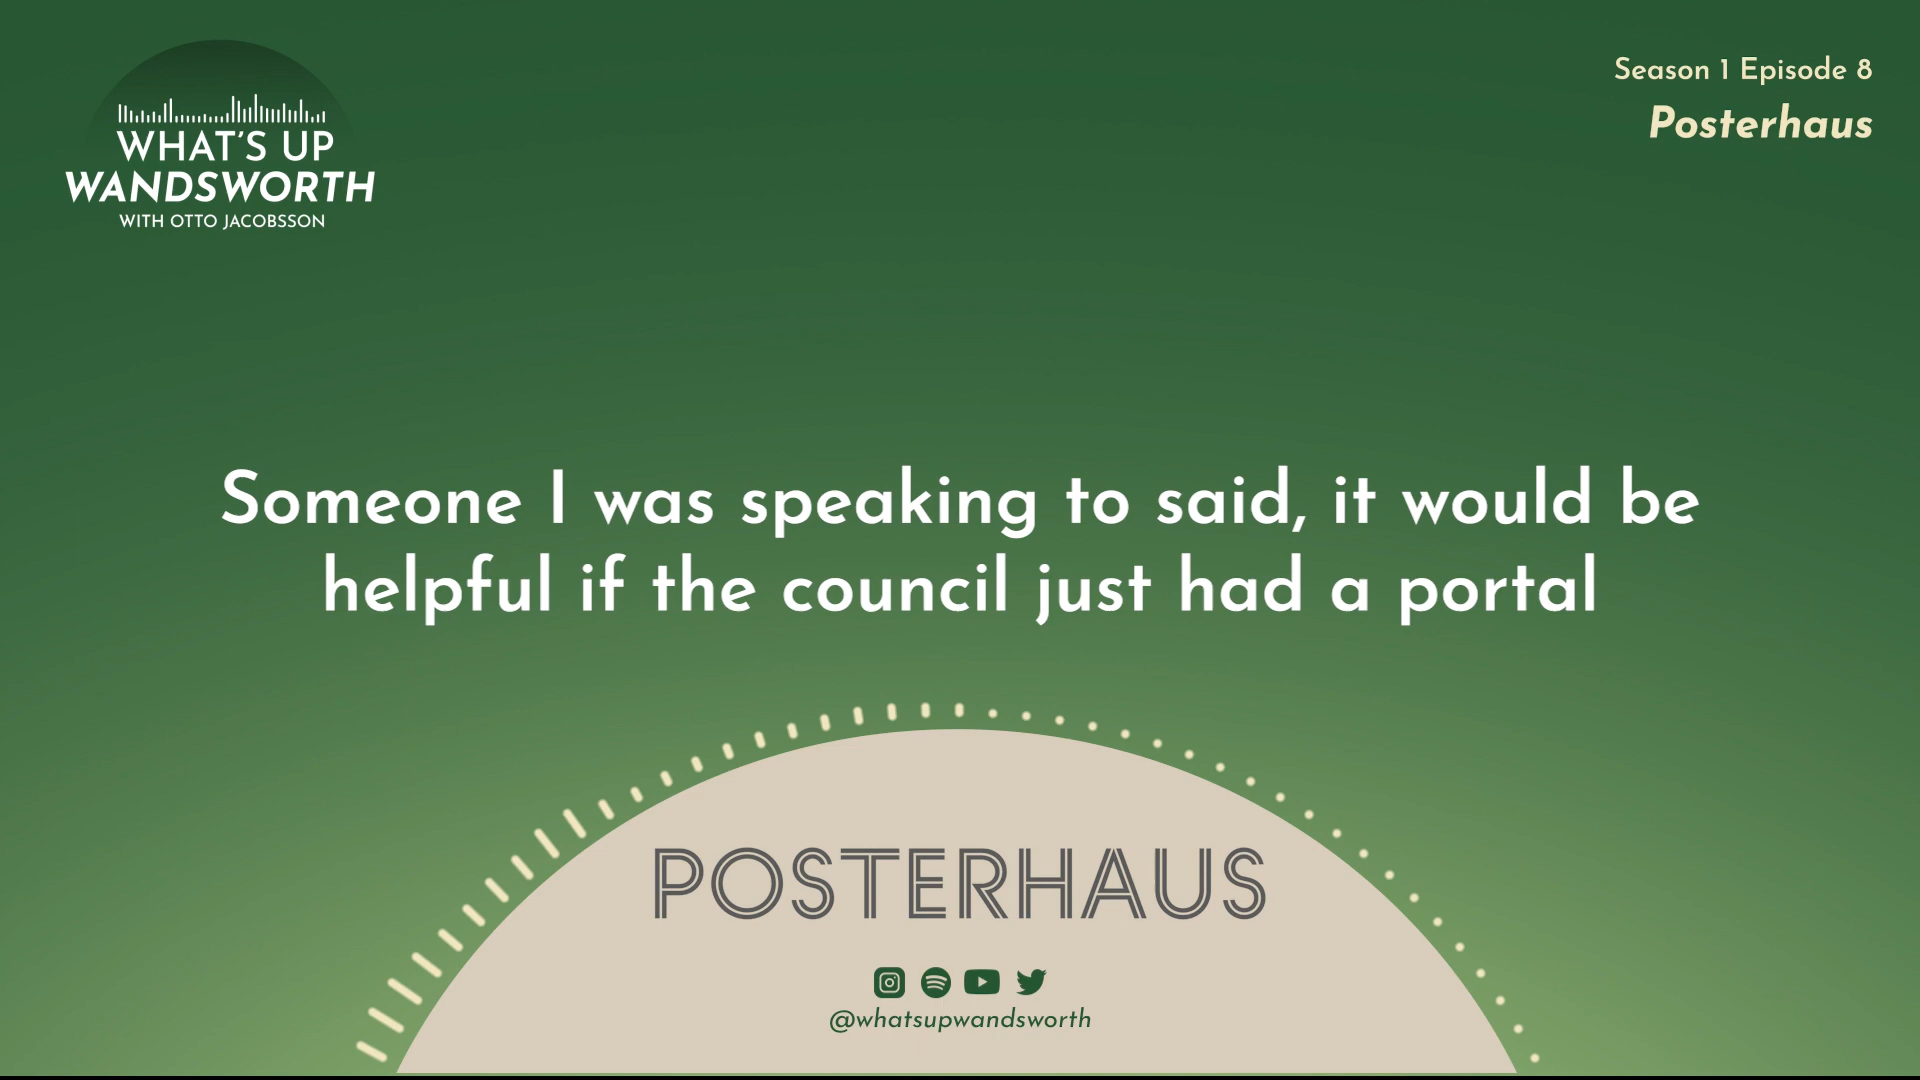 WHAT'S UP
WANDSWORTH
WITH OTTO JACOBSSON
Season 1 Episode 8
Posterhaus
Someone I was speaking to said, it would be
helpful if the council just had a portal
POSTERHAUS
@whatsupwandsworth